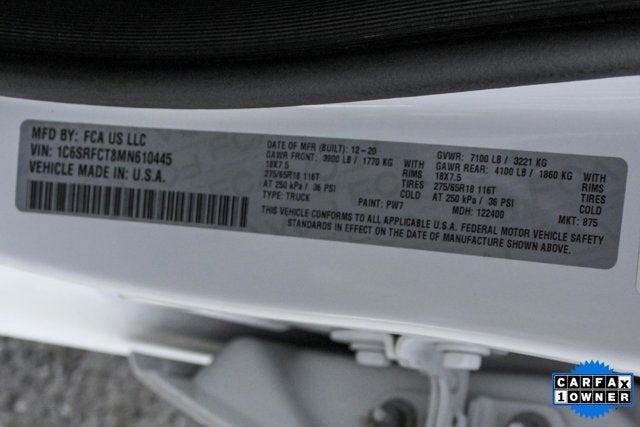 MFD BY: FCA US LLC
VIN: 1C6SRFCT8MN610445
VEHICLE MADE IN: U.S.A.
DATE OF MFR (BUILT): 12-20
GAWR FRONT: 3900 LB / 1770 KG WITH
18X7.5 RIMS
275/65R18 116T TIRES
AT 250 kPa / 36 PSI COLD
TYPE: TRUCK PAINT: PW7
GVWR: 7100 LB / 3221 KG
GAWR REAR: 4100 LB / 1860 KG WITH
18X7.5 RIMS
275/65R18 116T TIRES
AT 250 kPa / 36 PSI COLD
MDH: 122400 MKT: 875
THIS VEHICLE CONFORMS TO ALL APPLICABLE U.S.A. FEDERAL MOTOR VEHICLE SAFETY
STANDARDS IN EFFECT ON THE DATE OF MANUFACTURE SHOWN ABOVE.
CARFAX
1 OWNER